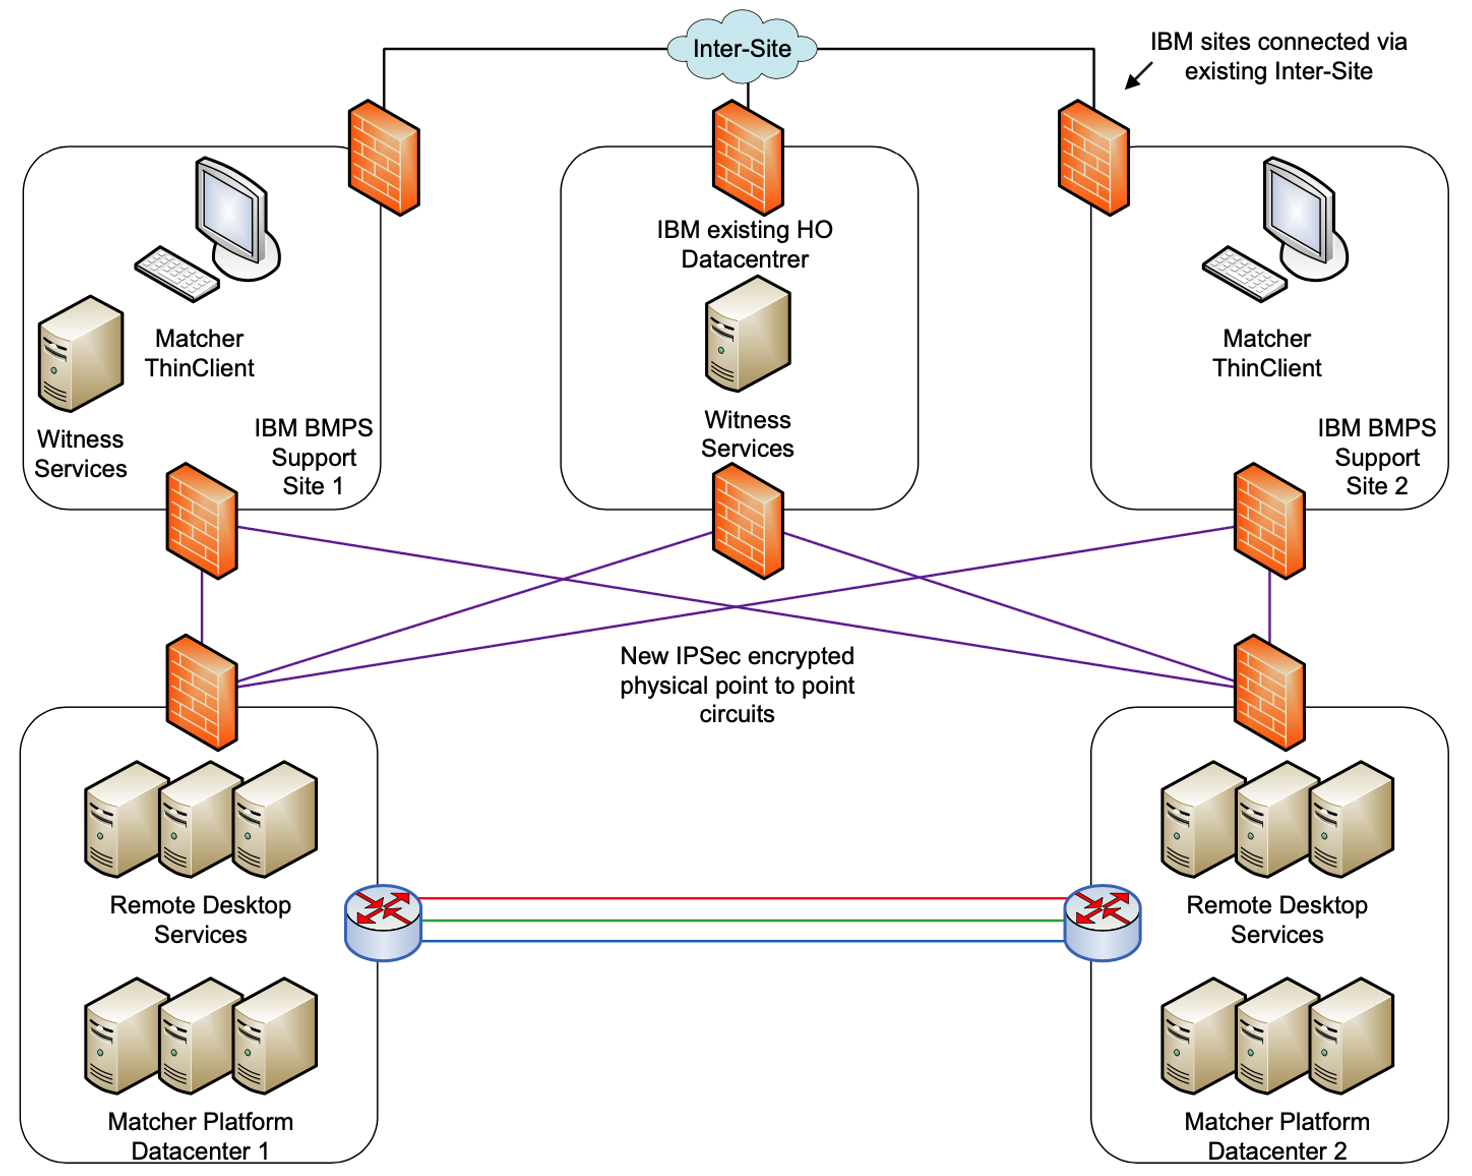 Inter-Site
IBM sites connected via
existing Inter-Site
Matcher
ThinClient
Witness
Services
IBM BMPS
Support
Site 1
IBM existing HO
Datacentrer
Witness
Services
Matcher
ThinClient
IBM BMPS
Support
Site 2
New IPSec encrypted
physical point to point
circuits
Remote Desktop
Services
Matcher Platform
Datacenter 1
Remote Desktop
Services
Matcher Platform
Datacenter 2